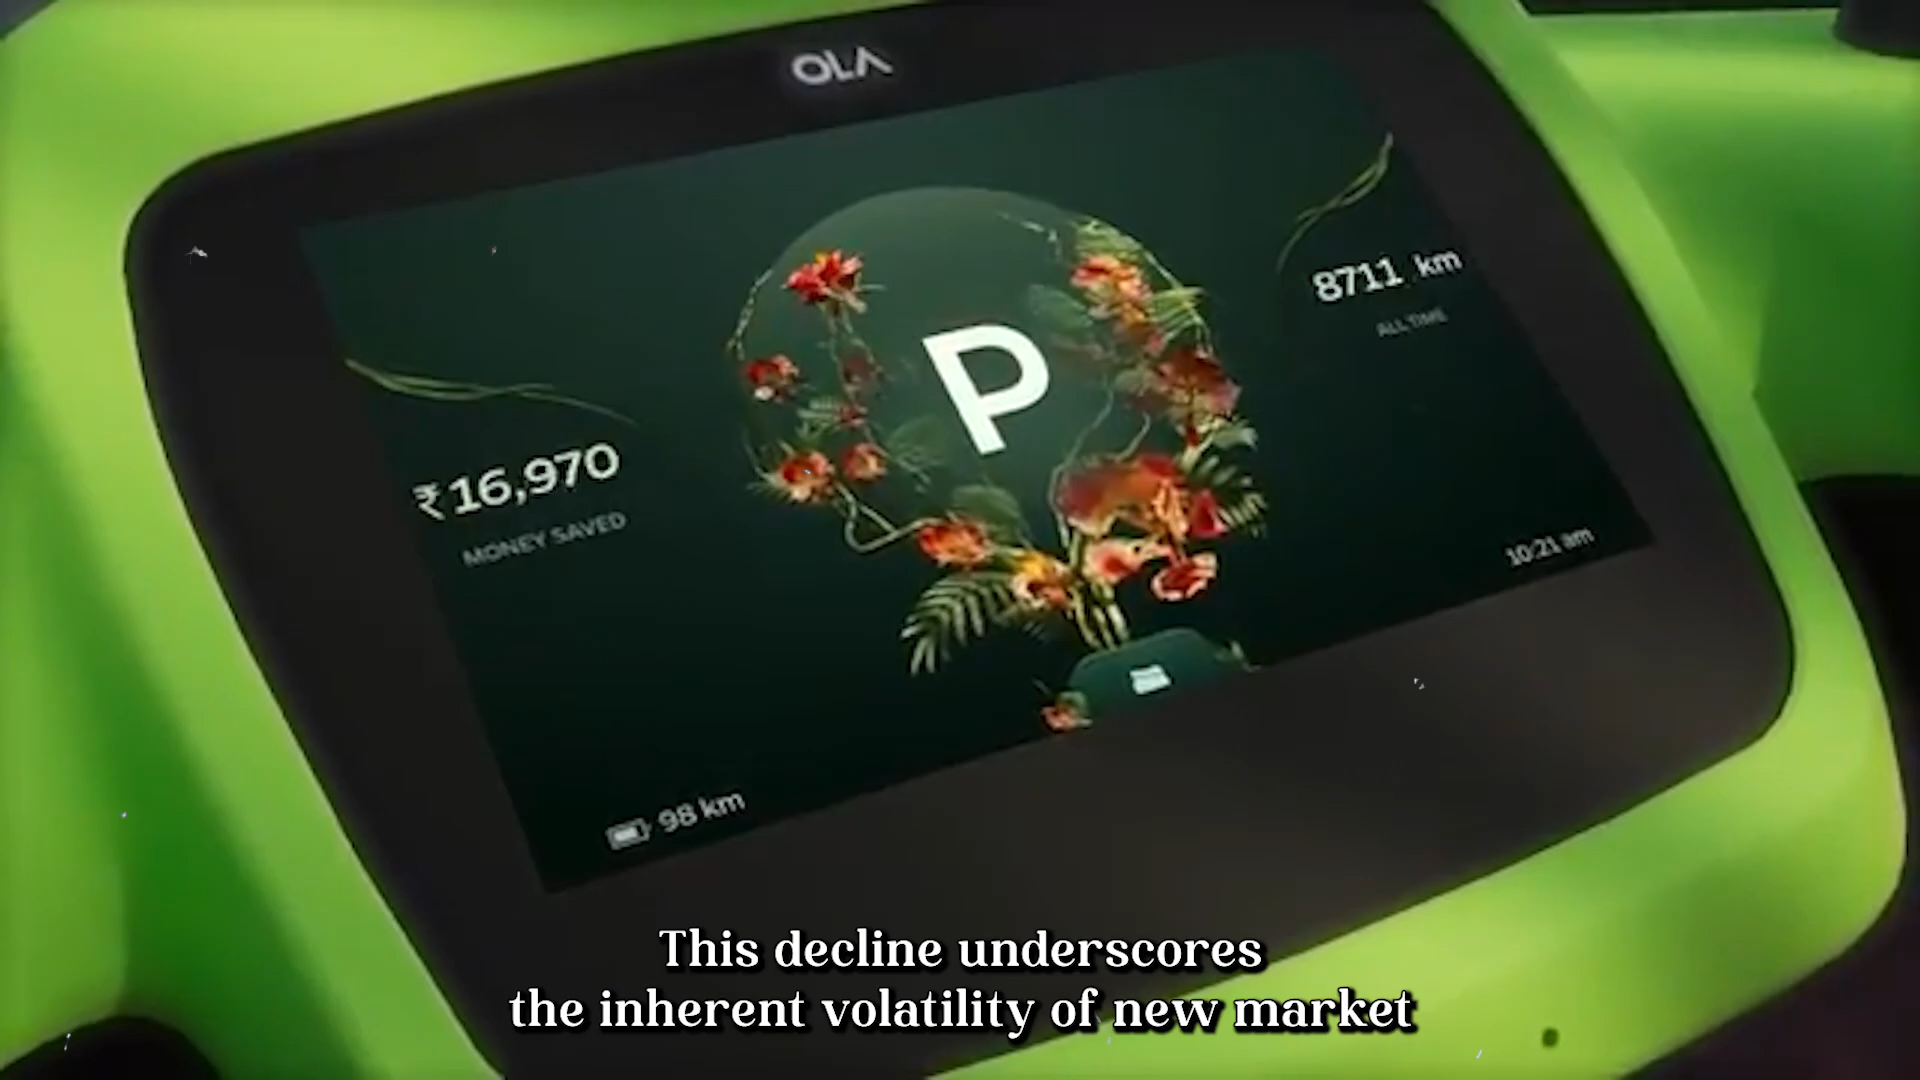 OLA
8711 km
ALL TIME
P
₹16,970
MONEY SAVED
10:21 am
98 km
This decline underscores
the inherent volatility of new market